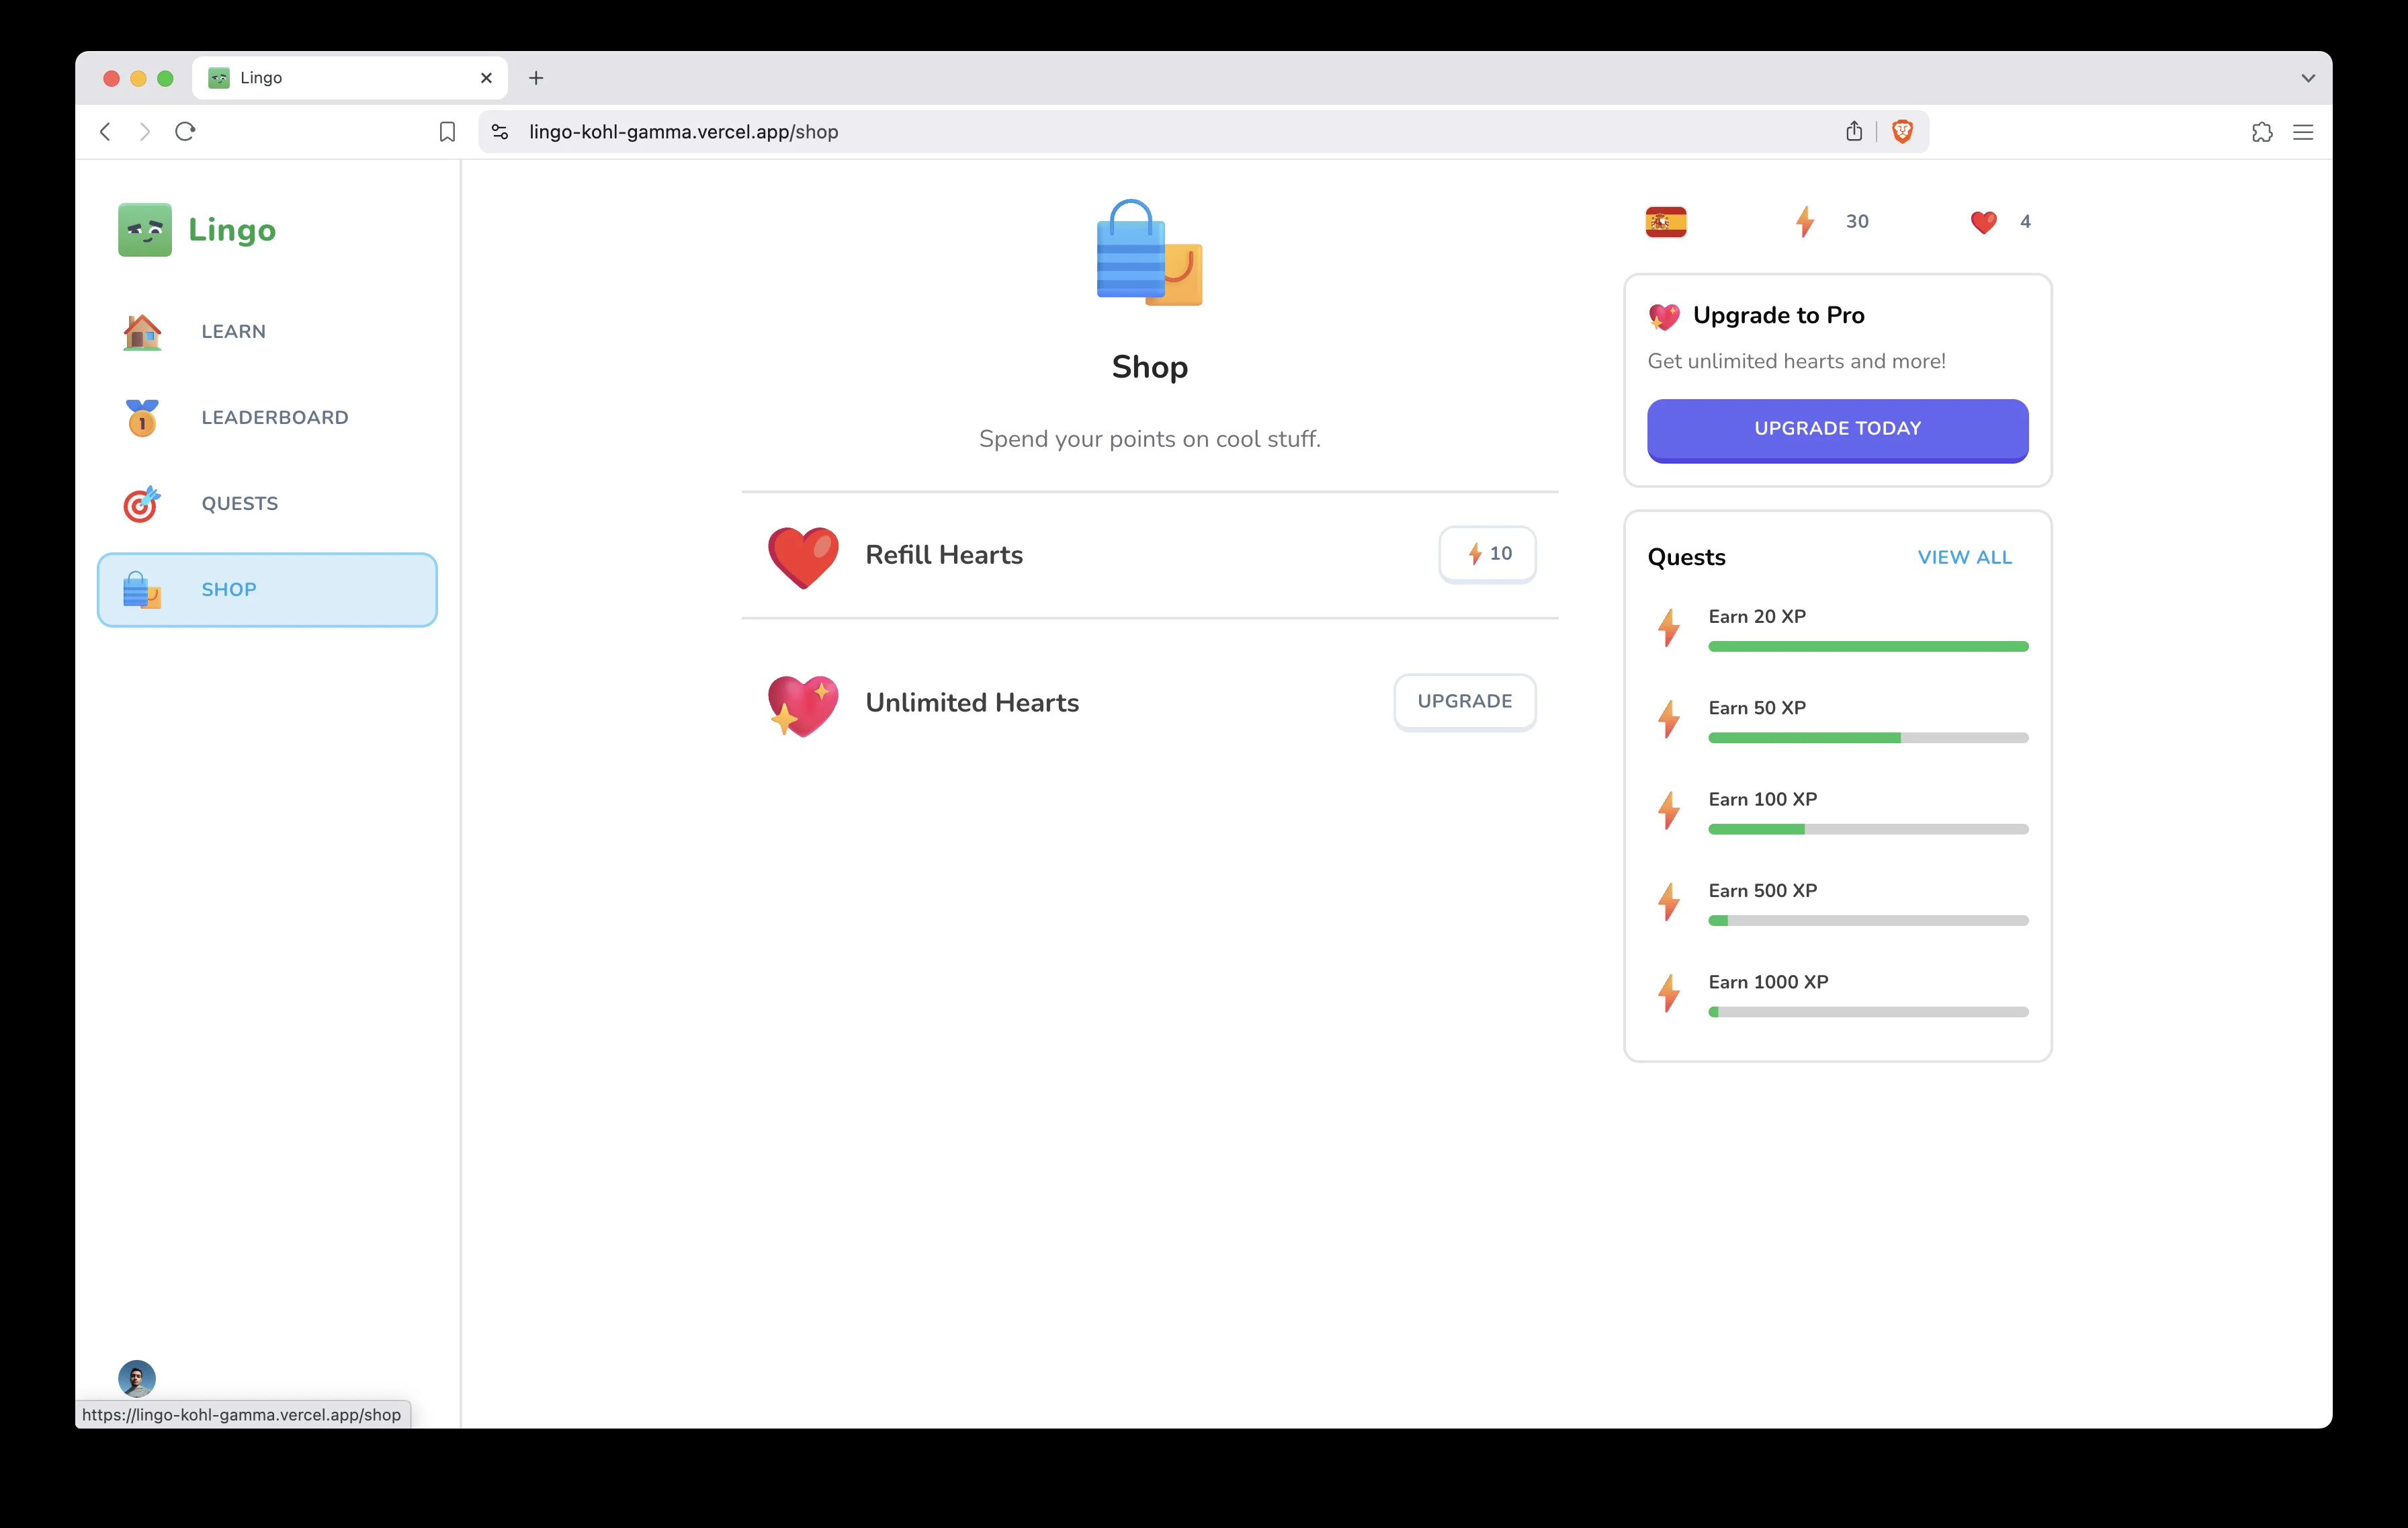 Lingo
lingo-kohl-gamma.vercel.app/shop
Lingo
LEARN
LEADERBOARD
QUESTS
SHOP
Shop
Spend your points on cool stuff.
Refill Hearts
10
Unlimited Hearts
UPGRADE
30
4
Upgrade to Pro
Get unlimited hearts and more!
UPGRADE TODAY
Quests VIEW ALL
Earn 20 XP
Earn 50 XP
Earn 100 XP
Earn 500 XP
Earn 1000 XP
https://lingo-kohl-gamma.vercel.app/shop